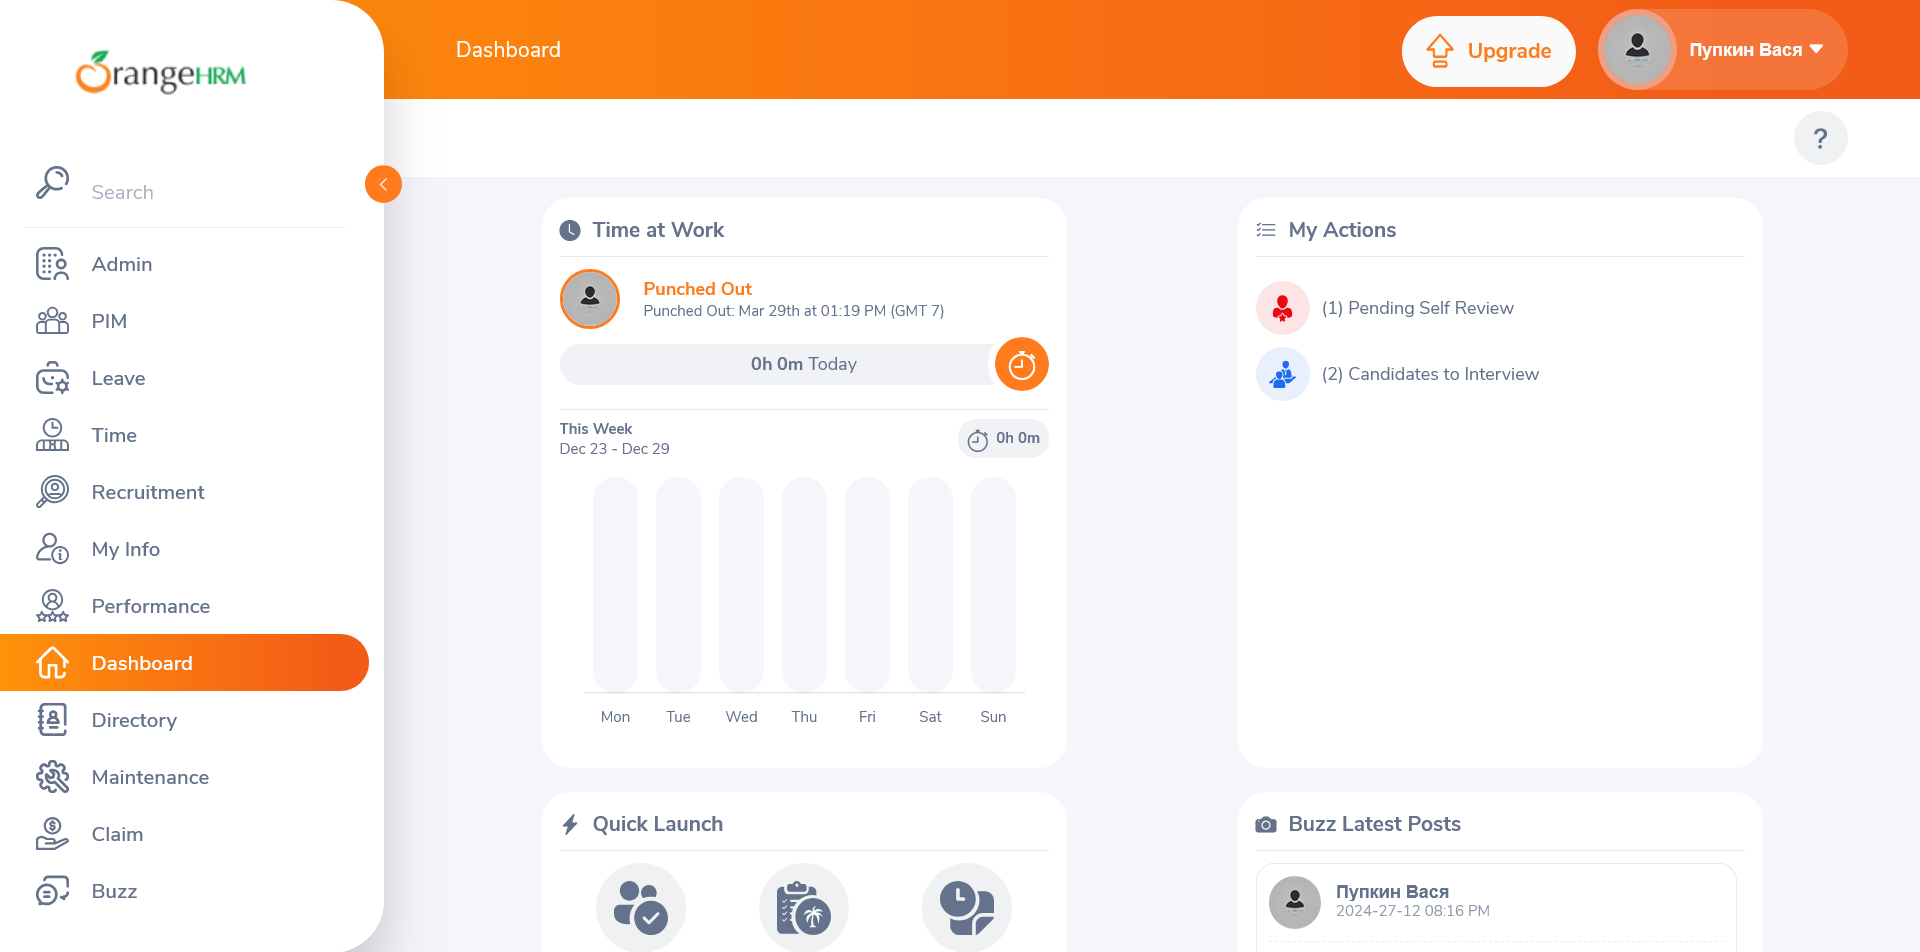 OrangeHRM
Search
Admin
PIM
Leave
Time
Recruitment
My Info
Performance
Dashboard
Directory
Maintenance
Claim
Buzz
Dashboard
Upgrade
Пупкин Вася
?
Time at Work
Punched Out
Punched Out: Mar 29th at 01:19 PM (GMT 7)
0h 0m Today
This Week
Dec 23 - Dec 29
0h 0m
Mon Tue Wed Thu Fri Sat Sun
My Actions
(1) Pending Self Review
(2) Candidates to Interview
Quick Launch
Buzz Latest Posts
Пупкин Вася
2024-27-12 08:16 PM